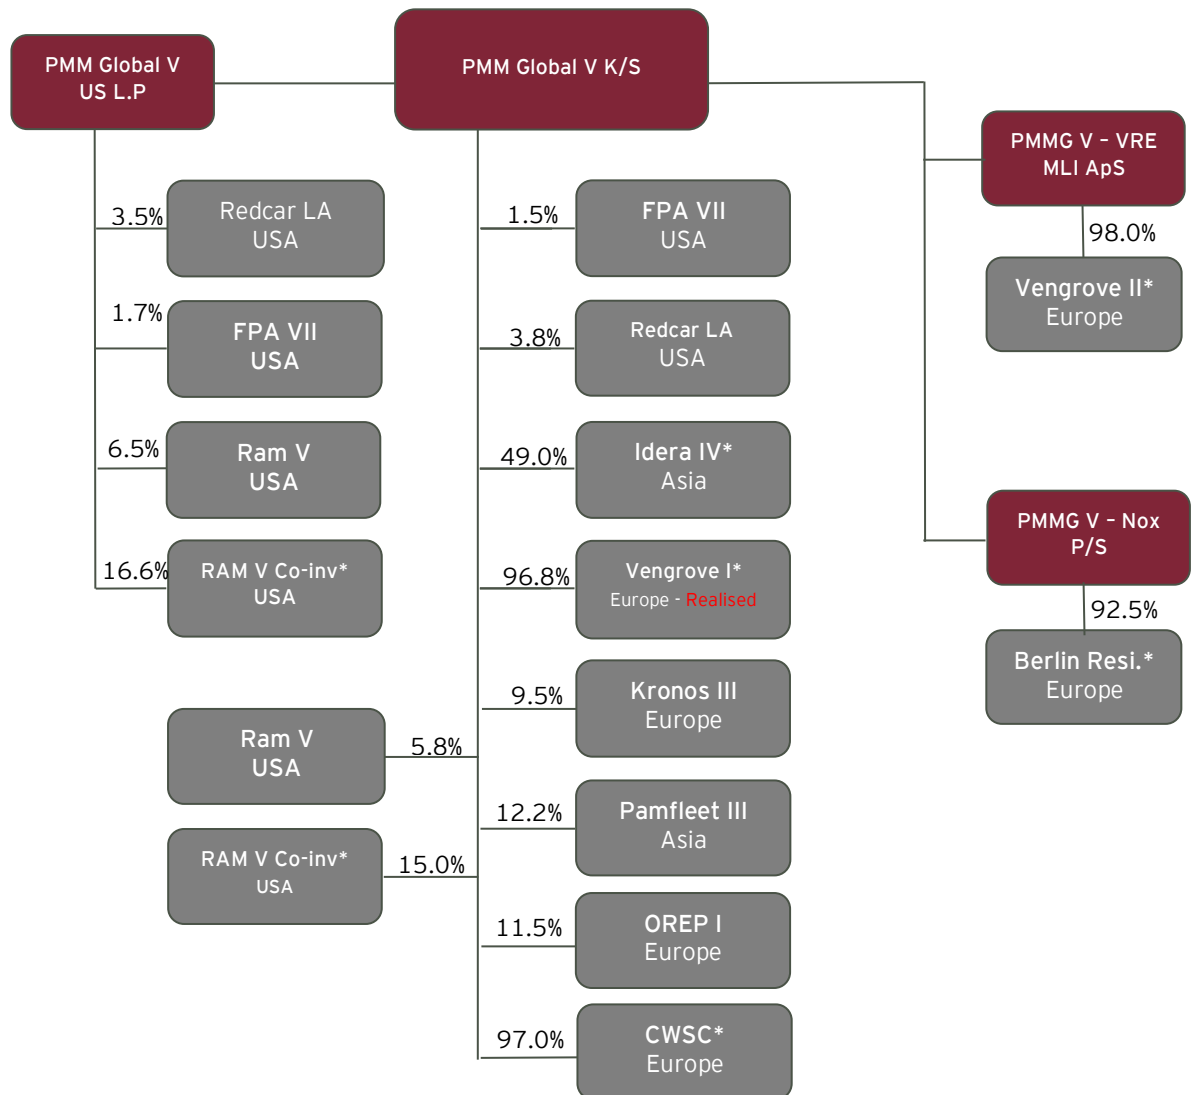 PMM Global V
US L.P
PMM Global V K/S
PMMG V – VRE
MLI ApS
98.0%
Vengrove II*
Europe
PMMG V – Nox
P/S
92.5%
Berlin Resi.*
Europe
3.5%
Redcar LA
USA
1.7%
FPA VII
USA
6.5%
Ram V
USA
16.6%
RAM V Co-inv*
USA
Ram V
USA
5.8%
RAM V Co-inv*
USA
15.0%
1.5%
FPA VII
USA
3.8%
Redcar LA
USA
49.0%
Idera IV*
Asia
96.8%
Vengrove I*
Europe - Realised
9.5%
Kronos III
Europe
12.2%
Pamfleet III
Asia
11.5%
OREP I
Europe
97.0%
CWSC*
Europe